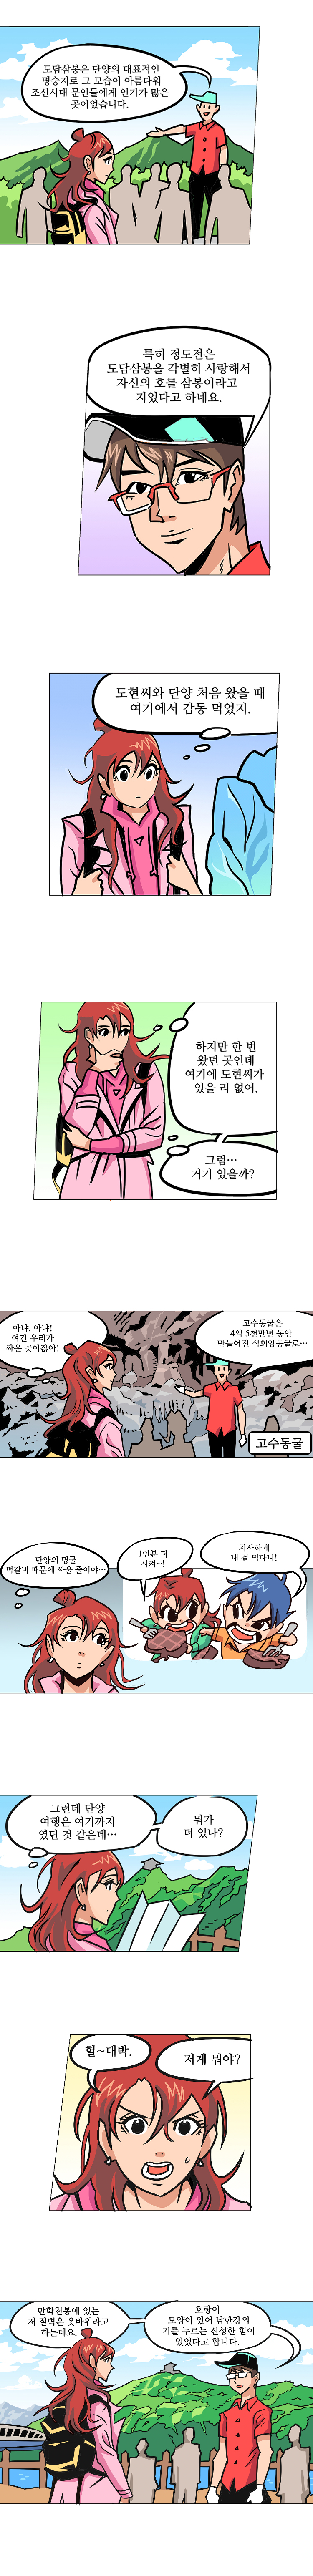 도담삼봉은 단양의 대표적인
명승지로 그 모습이 아름다워
조선시대 문인들에게 인기가 많은
곳이었습니다.
특히 정도전은
도담삼봉을 각별히 사랑해서
자신의 호를 삼봉이라고
지었다고 하네요.
도현씨와 단양 처음 왔을 때
여기에서 감동 먹었지.
하지만 한 번
왔던 곳인데
여기에 도현씨가
있을 리 없어.
그럼…
거기 있을까?
아냐, 아냐!
여긴 우리가
싸운 곳이잖아!
고수동굴은
4억 5천만년 동안
만들어진 석회암동굴로…
고수동굴
단양의 명물
떡갈비 때문에 싸울 줄이야…
1인분 더
시켜~!
치사하게
내 걸 먹다니!
그런데 단양
여행은 여기까지
였던 것 같은데…
뭐가
더 있나?
헐~대박.
저게 뭐야?
만학천봉에 있는
저 절벽은 옷바위라고
하는데요.
호랑이
모양이 있어 남한강의
기를 누르는 신성한 힘이
있었다고 합니다.